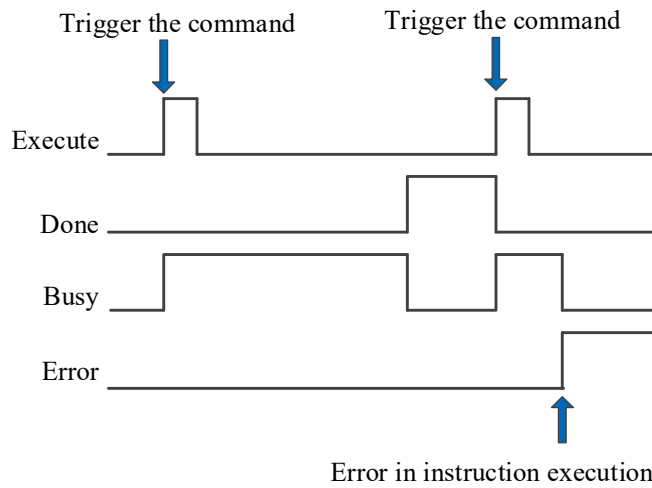 Trigger the command
Trigger the command
Execute
Done
Busy
Error
Error in instruction execution